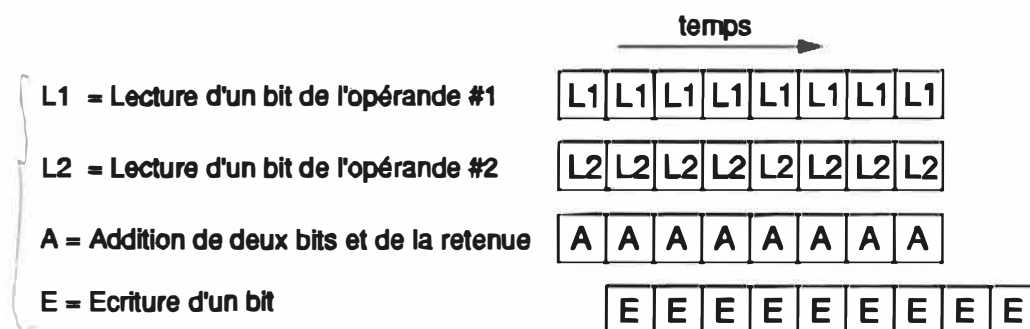 temps
L1 = Lecture d'un bit de l'opérande #1 L1 L1 L1 L1 L1 L1 L1 L1
L2 = Lecture d'un bit de l'opérande #2 L2 L2 L2 L2 L2 L2 L2 L2
A = Addition de deux bits et de la retenue A A A A A A A A
E = Ecriture d'un bit E E E E E E E E E